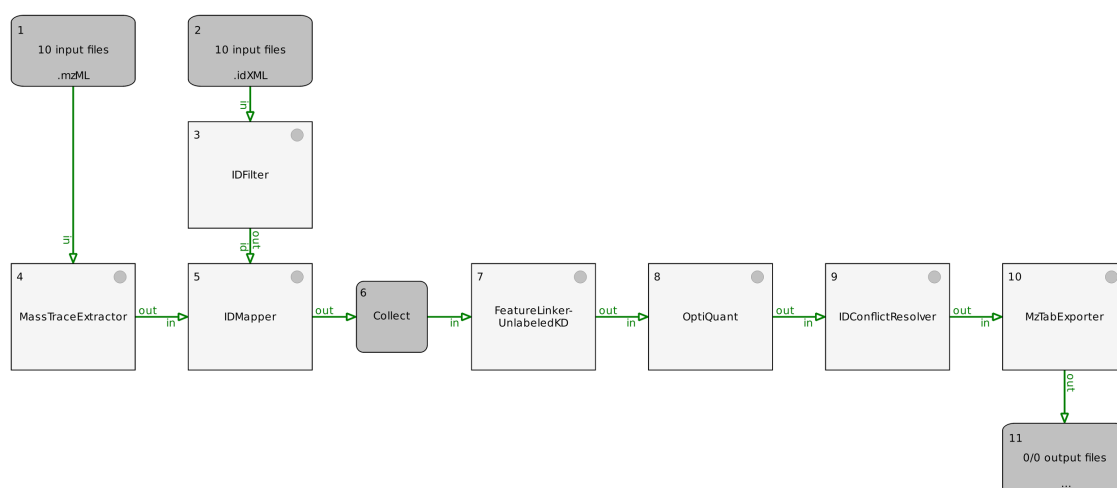 1
10 input files
.mzML
2
10 input files
.idXML
in
3
IDFilter
out
id
in
4
MassTraceExtractor
out
in
5
IDMapper
out
6
Collect
in
7
FeatureLinker-
UnlabeledKD
out
in
8
OptiQuant
out
in
9
IDConflictResolver
out
in
10
MzTabExporter
out
11
0/0 output files
...